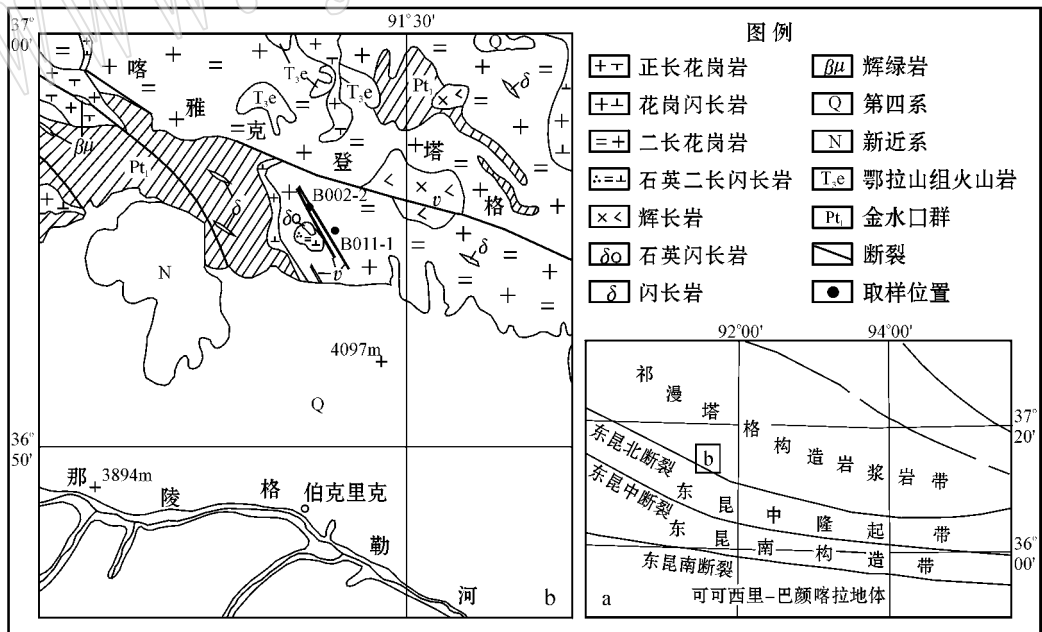 37°
00′
91°30′
喀雅克登塔格
Q
T₃e
T₃e
T₃e
Pt₁
δ
βμ
Pt₁
δ
υ
B002-2
δo
B011-1
υ
δ
N
4097m
Q
36°
50′
那陵格勒河
3894m
伯克里克
b
图例
正长花岗岩
花岗闪长岩
二长花岗岩
石英二长闪长岩
辉长岩
δo 石英闪长岩
δ 闪长岩
βμ 辉绿岩
Q 第四系
N 新近系
T₃e 鄂拉山组火山岩
Pt₁ 金水口群
断裂
取样位置
92°00′
94°00′
37°
20′
36°
00′
祁漫塔格构造岩浆岩带
b
东昆北断裂
东昆中隆起带
东昆中断裂
东昆南构造带
东昆南断裂
可可西里-巴颜喀拉地体
a